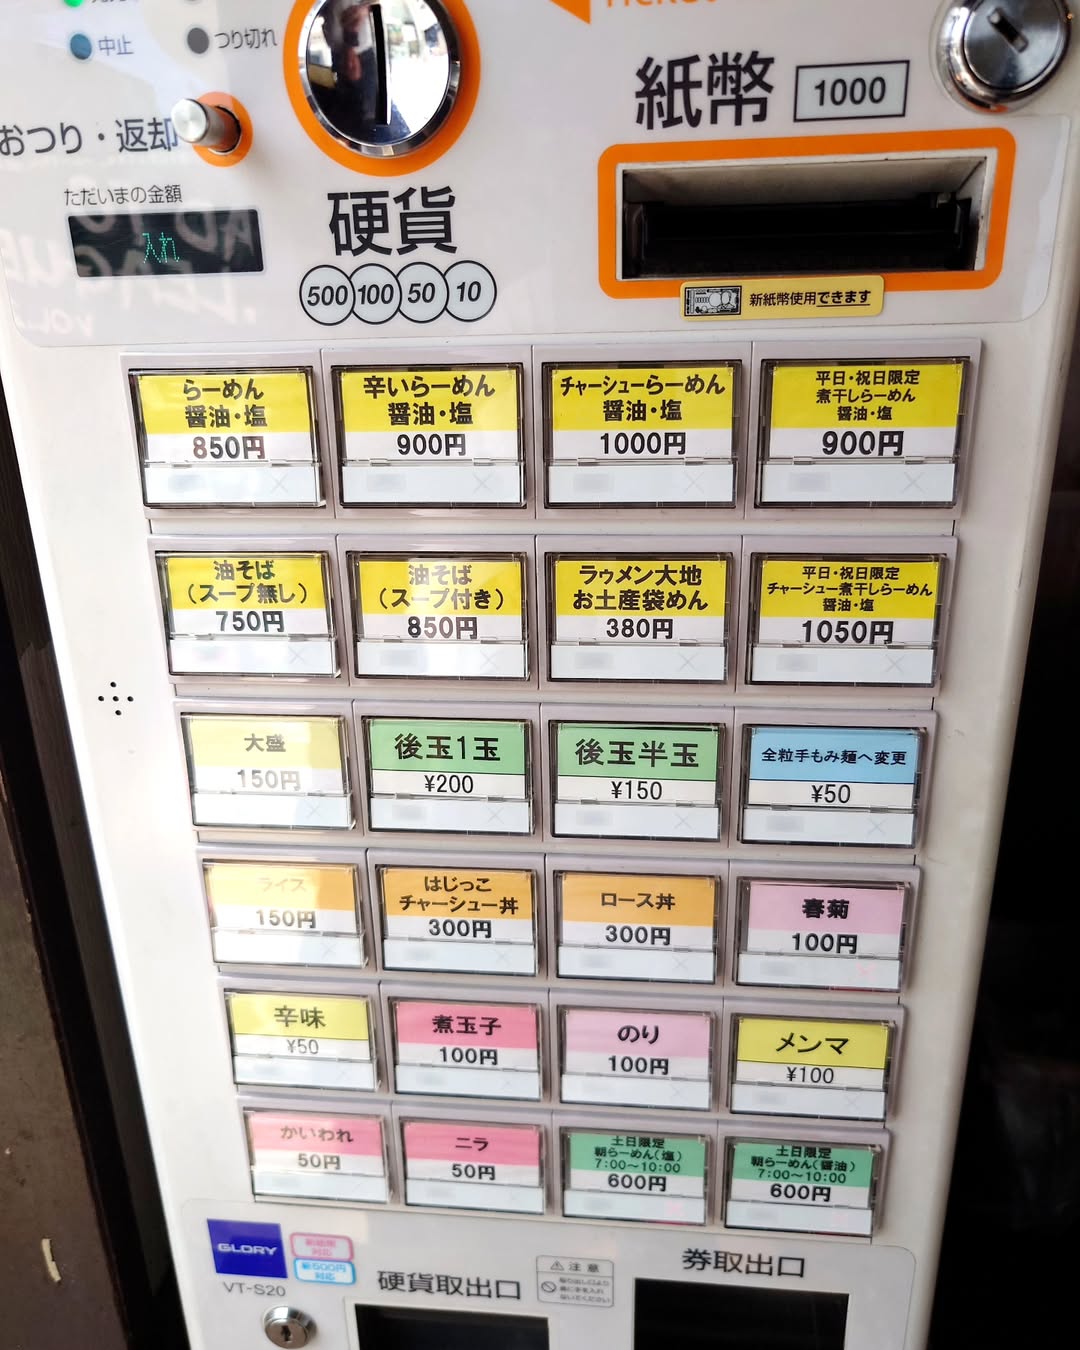 中止
つり切れ
おつり・返却
紙幣
1000
ただいまの金額
入れ
硬貨
500 100 50 10
新紙幣使用できます
らーめん
醤油・塩
850円
辛いらーめん
醤油・塩
900円
チャーシューらーめん
醤油・塩
1000円
平日・祝日限定
煮干しらーめん
醤油・塩
900円
油そば
（スープ無し）
750円
油そば
（スープ付き）
850円
ラゥメン大地
お土産袋めん
380円
平日・祝日限定
チャーシュー煮干しらーめん
醤油・塩
1050円
大盛
150円
後玉1玉
¥200
後玉半玉
¥150
全粒手もみ麺へ変更
¥50
ライス
150円
はじっこ
チャーシュー丼
300円
ロース丼
300円
春菊
100円
辛味
¥50
煮玉子
100円
のり
100円
メンマ
¥100
かいわれ
50円
ニラ
50円
土日限定
朝らーめん（塩）
7:00〜10:00
600円
土日限定
朝らーめん（醤油）
7:00〜10:00
600円
GLORY
新紙幣
対応
新500円
対応
VT-S20
硬貨取出口
注意
券取出口